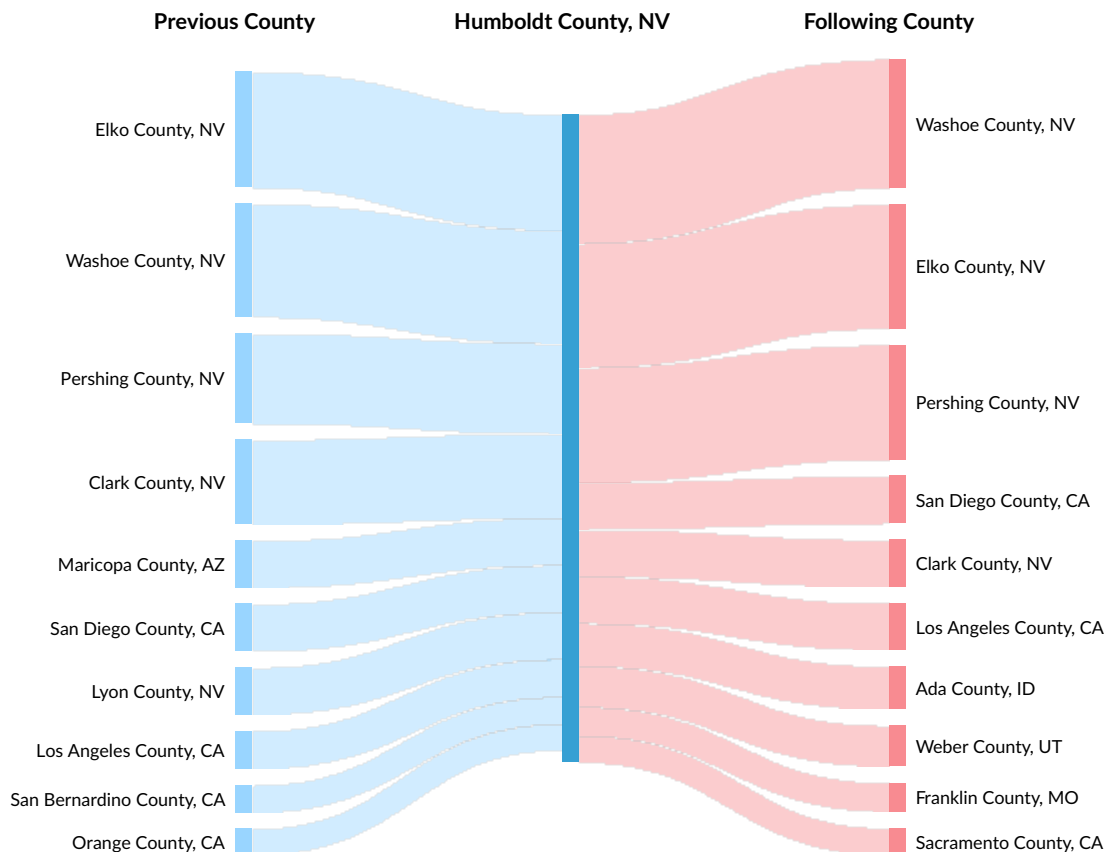 Previous County
Humboldt County, NV
Following County
Elko County, NV
Washoe County, NV
Pershing County, NV
Clark County, NV
Maricopa County, AZ
San Diego County, CA
Lyon County, NV
Los Angeles County, CA
San Bernardino County, CA
Orange County, CA
Washoe County, NV
Elko County, NV
Pershing County, NV
San Diego County, CA
Clark County, NV
Los Angeles County, CA
Ada County, ID
Weber County, UT
Franklin County, MO
Sacramento County, CA